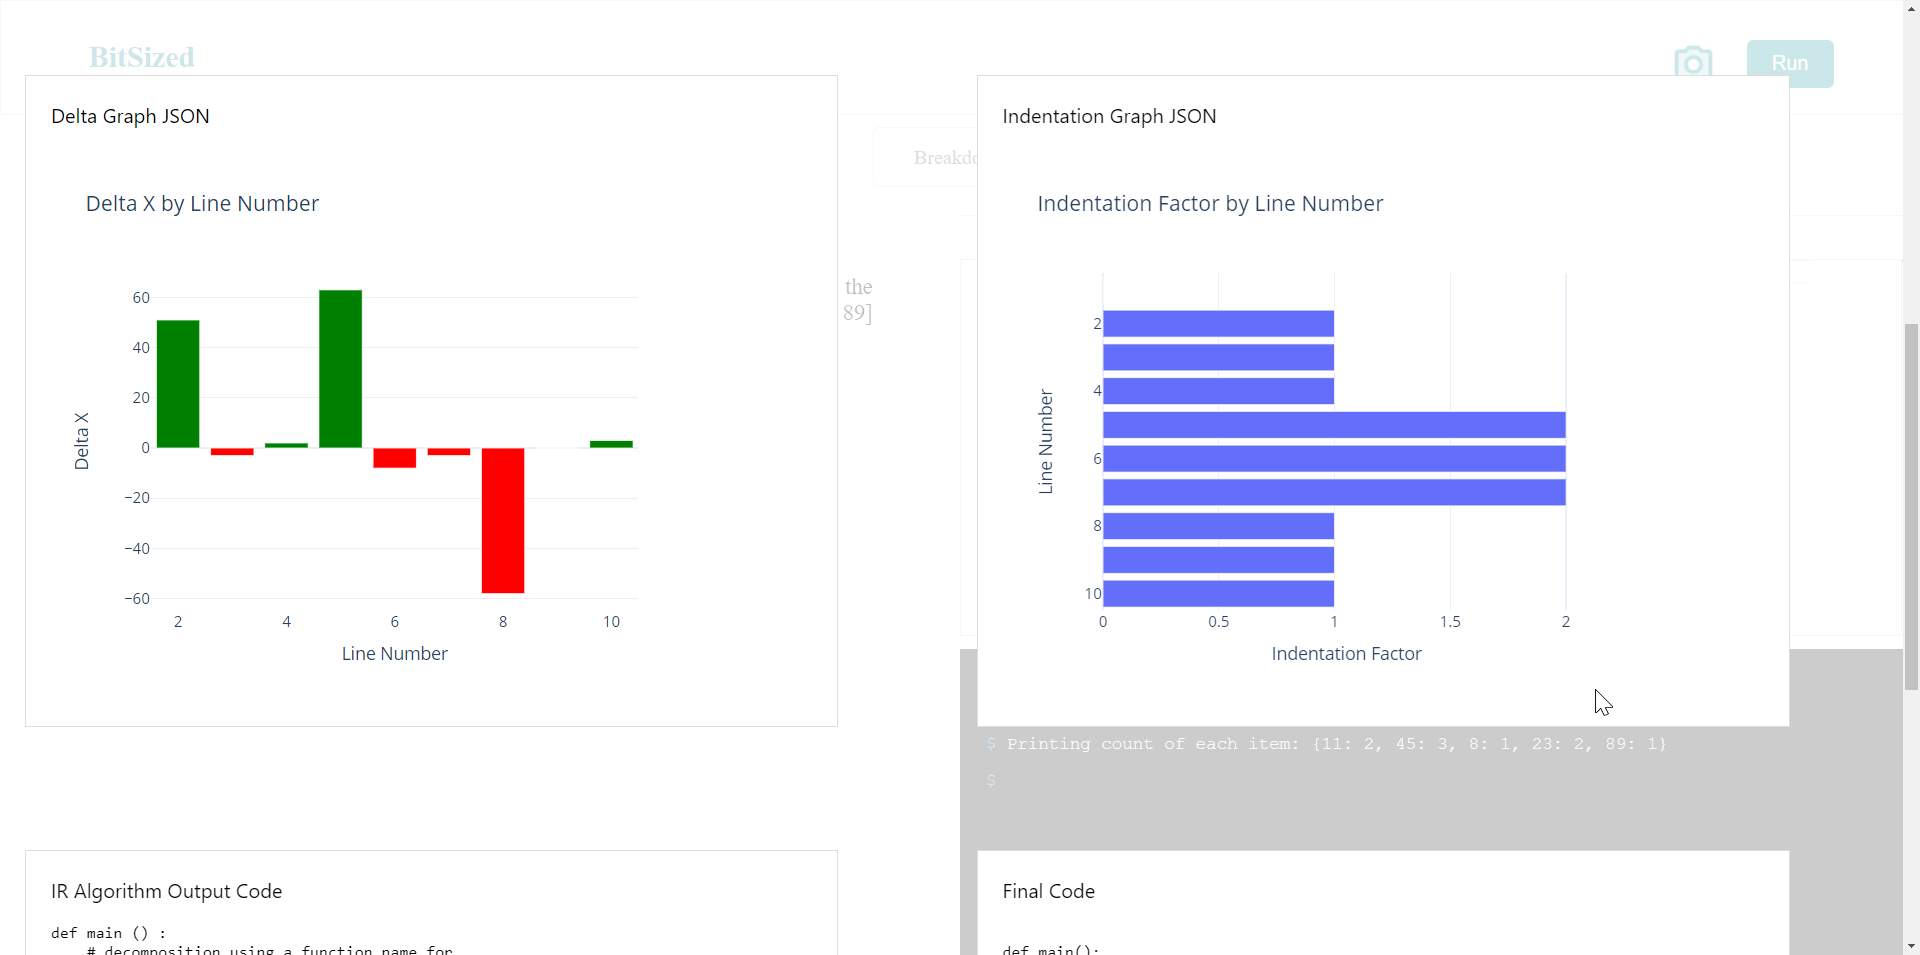 BitSized
Run
Delta Graph JSON
Indentation Graph JSON
Delta X by Line Number
Indentation Factor by Line Number
the
89]
60
40
20
0
−20
−40
−60
Delta X
2
4
6
8
10
Line Number
2
4
6
8
10
Line Number
0
0.5
1
1.5
2
Indentation Factor
$ Printing count of each item: {11: 2, 45: 3, 8: 1, 23: 2, 89: 1}
$
IR Algorithm Output Code
def main () :
# decomposition using a function name for
Final Code
def main():